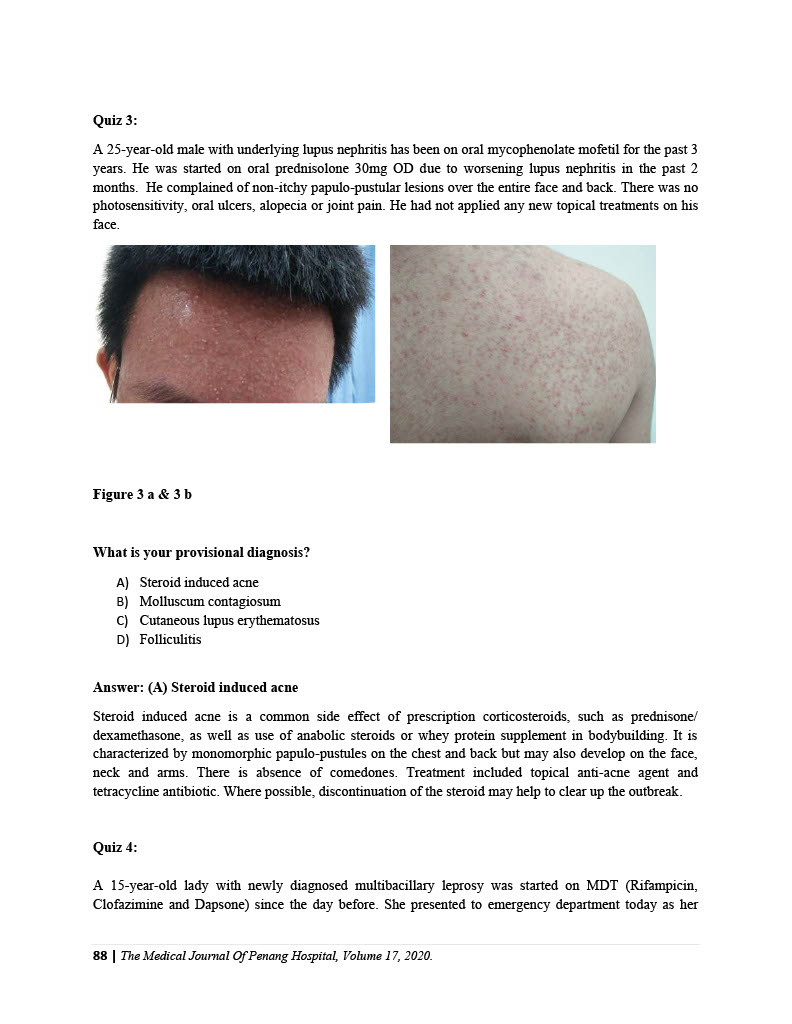 Quiz 3:
A 25-year-old male with underlying lupus nephritis has been on oral mycophenolate mofetil for the past 3
years. He was started on oral prednisolone 30mg OD due to worsening lupus nephritis in the past 2
months. He complained of non-itchy papulo-pustular lesions over the entire face and back. There was no
photosensitivity, oral ulcers, alopecia or joint pain. He had not applied any new topical treatments on his
face.
Figure 3 a & 3 b
What is your provisional diagnosis?
A) Steroid induced acne
B) Molluscum contagiosum
C) Cutaneous lupus erythematosus
D) Folliculitis
Answer: (A) Steroid induced acne
Steroid induced acne is a common side effect of prescription corticosteroids, such as prednisone/
dexamethasone, as well as use of anabolic steroids or whey protein supplement in bodybuilding. It is
characterized by monomorphic papulo-pustules on the chest and back but may also develop on the face,
neck and arms. There is absence of comedones. Treatment included topical anti-acne agent and
tetracycline antibiotic. Where possible, discontinuation of the steroid may help to clear up the outbreak.
Quiz 4:
A 15-year-old lady with newly diagnosed multibacillary leprosy was started on MDT (Rifampicin,
Clofazimine and Dapsone) since the day before. She presented to emergency department today as her
88 | The Medical Journal Of Penang Hospital, Volume 17, 2020.